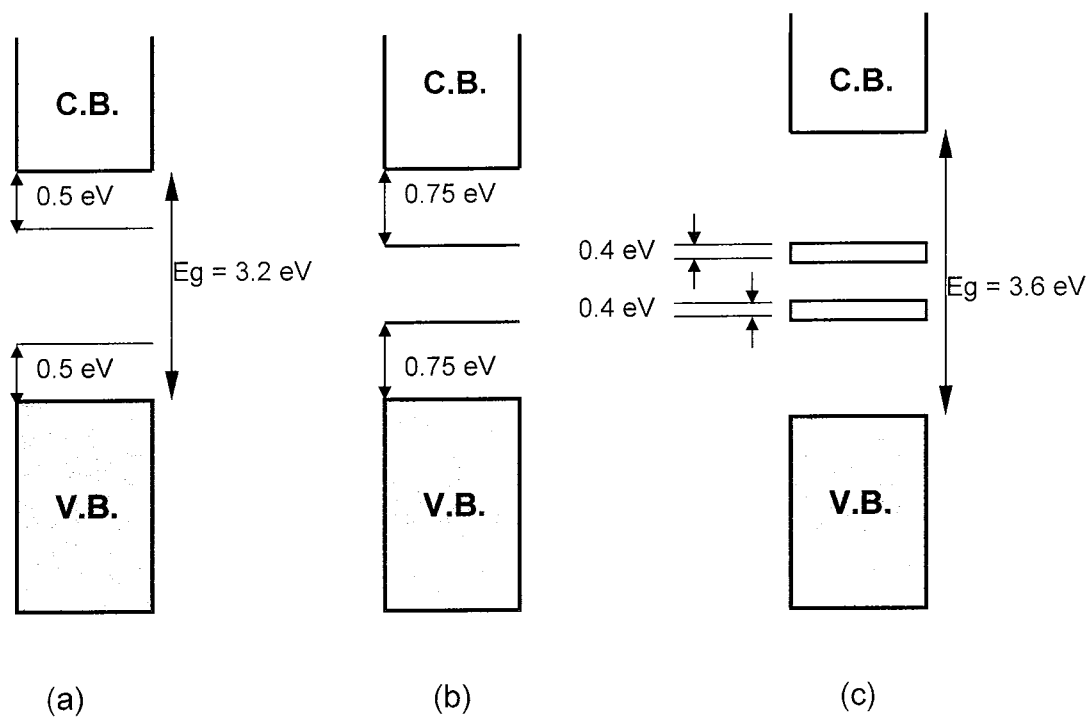 C.B.
0.5 eV
Eg = 3.2 eV
0.5 eV
V.B.
(a)
C.B.
0.75 eV
0.75 eV
V.B.
(b)
C.B.
0.4 eV
0.4 eV
Eg = 3.6 eV
V.B.
(c)